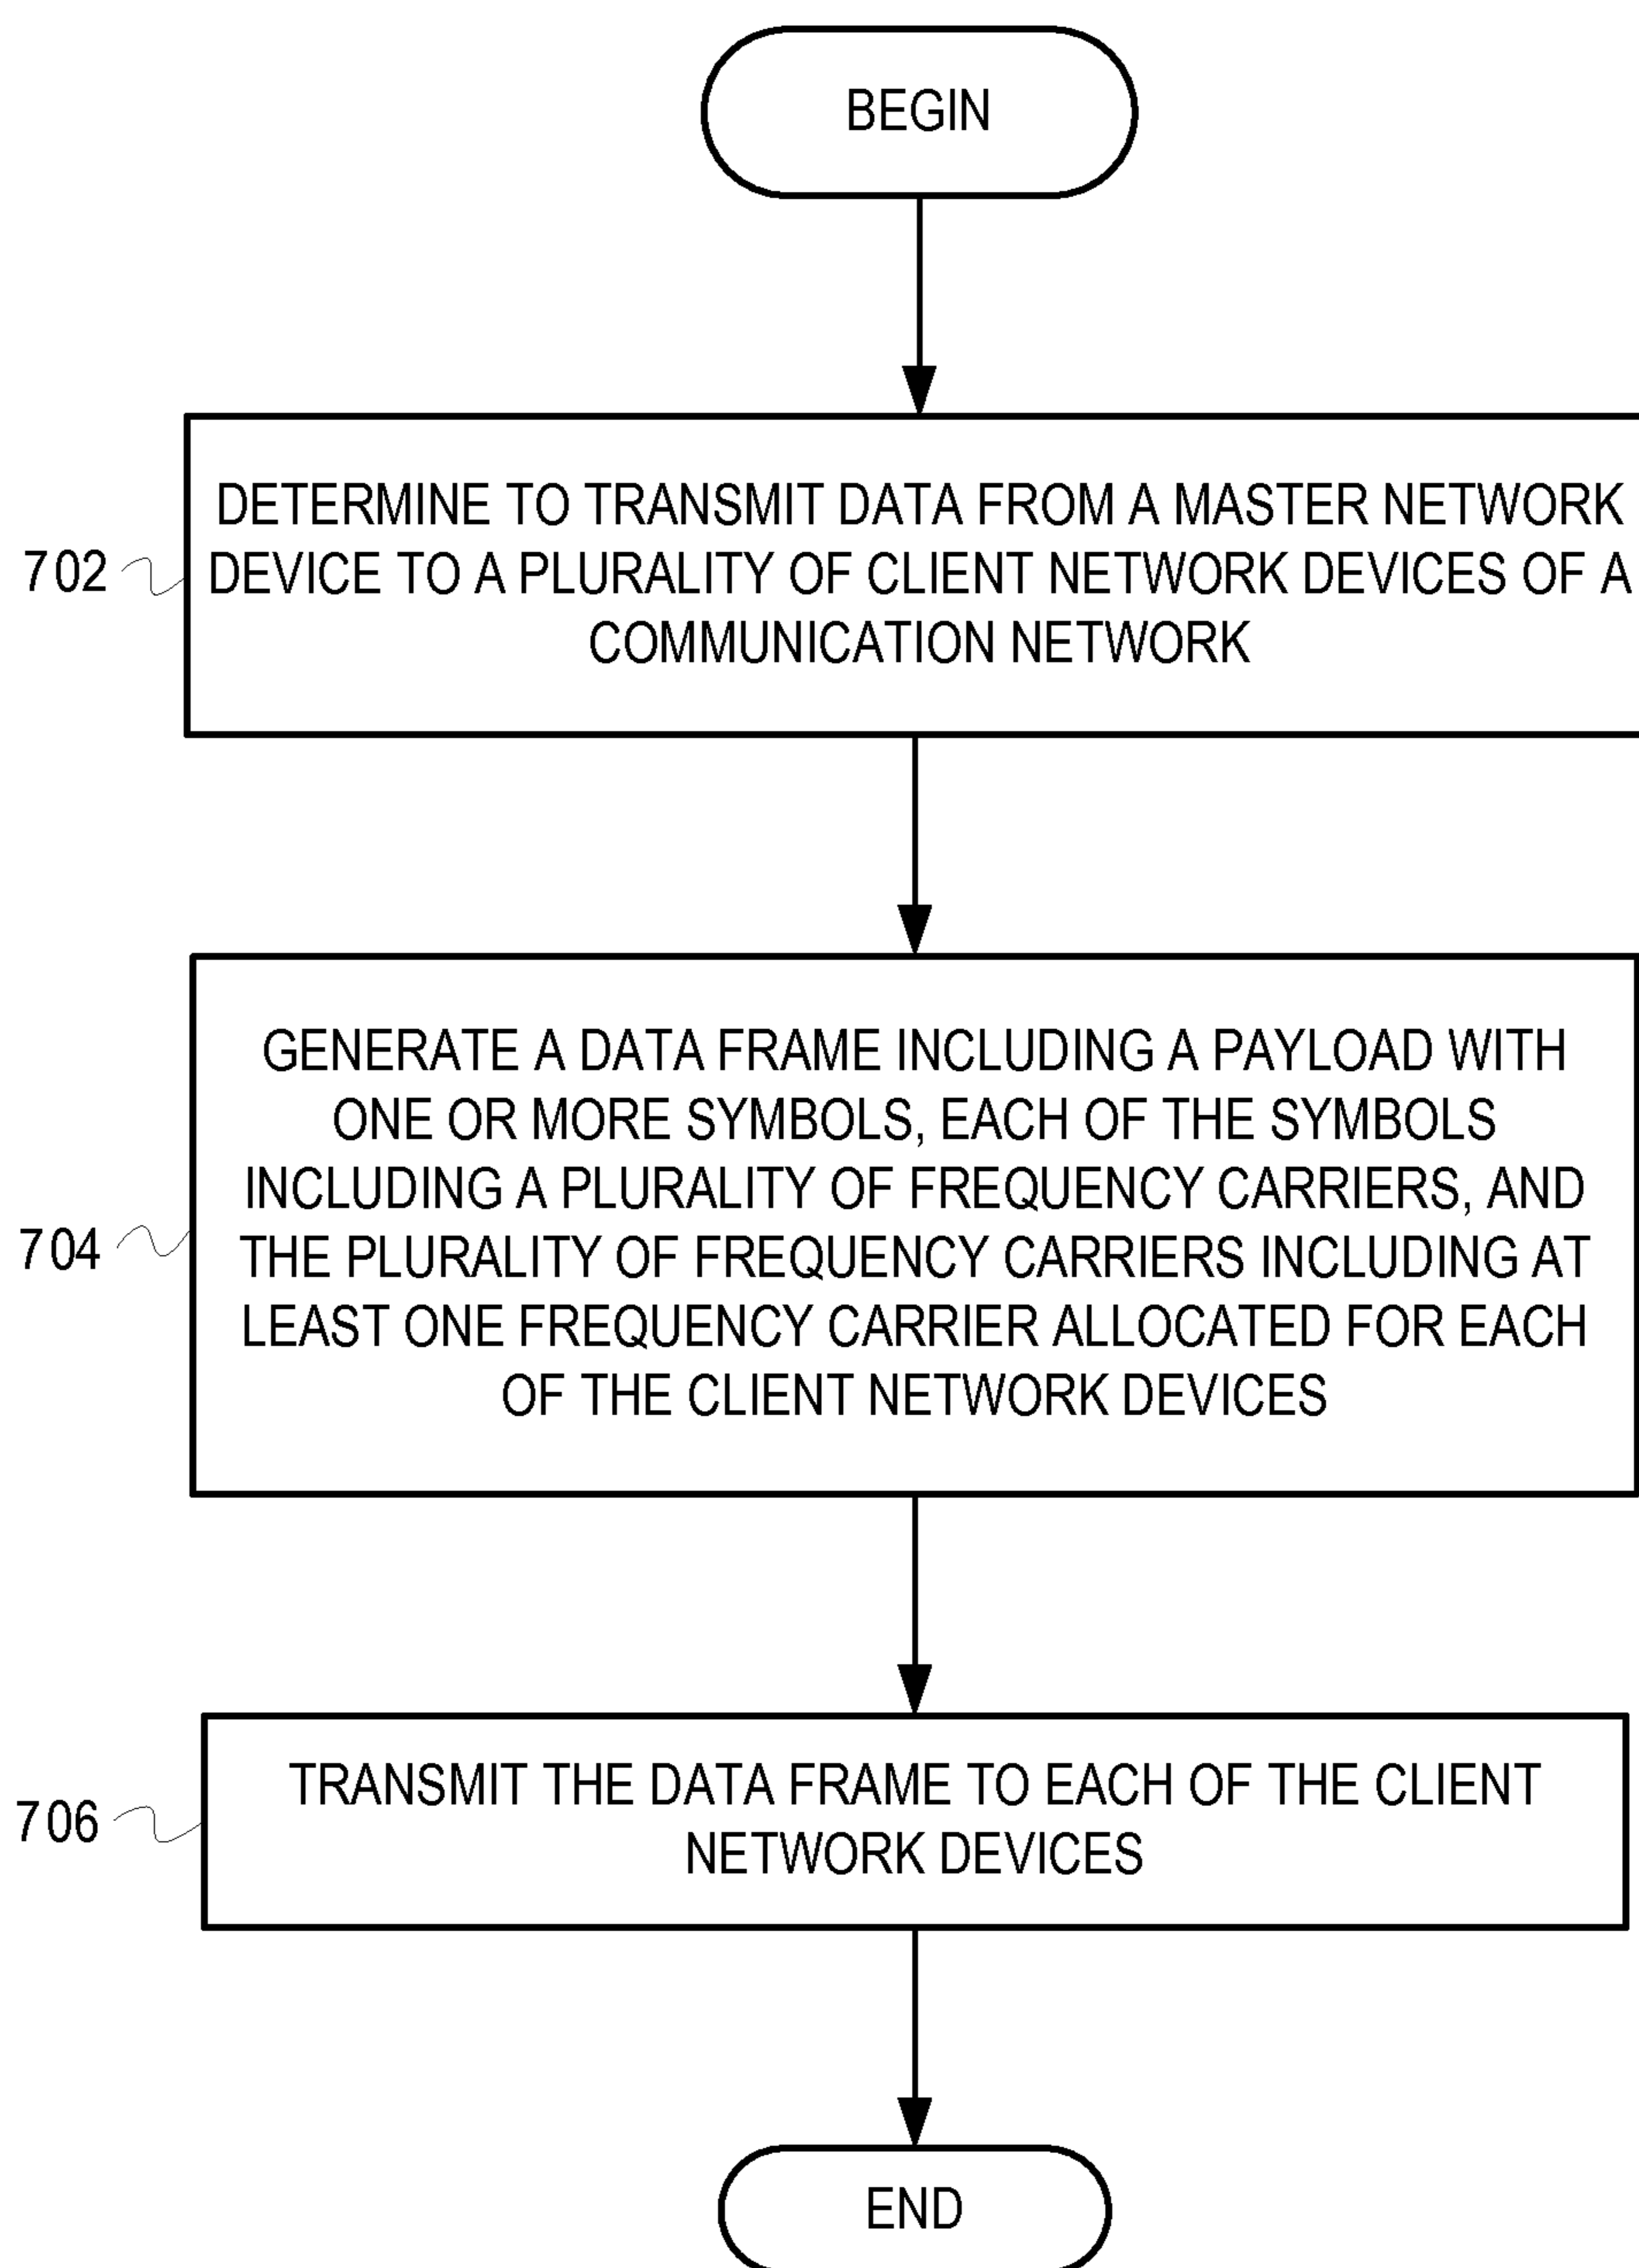 BEGIN
DETERMINE TO TRANSMIT DATA FROM A MASTER NETWORK
702
DEVICE TO A PLURALITY OF CLIENT NETWORK DEVICES OF A
COMMUNICATION NETWORK
GENERATE A DATA FRAME INCLUDING A PAYLOAD WITH
ONE OR MORE SYMBOLS, EACH OF THE SYMBOLS
INCLUDING A PLURALITY OF FREQUENCY CARRIERS, AND
704
THE PLURALITY OF FREQUENCY CARRIERS INCLUDING AT
LEAST ONE FREQUENCY CARRIER ALLOCATED FOR EACH
OF THE CLIENT NETWORK DEVICES
TRANSMIT THE DATA FRAME TO EACH OF THE CLIENT
706
NETWORK DEVICES
END